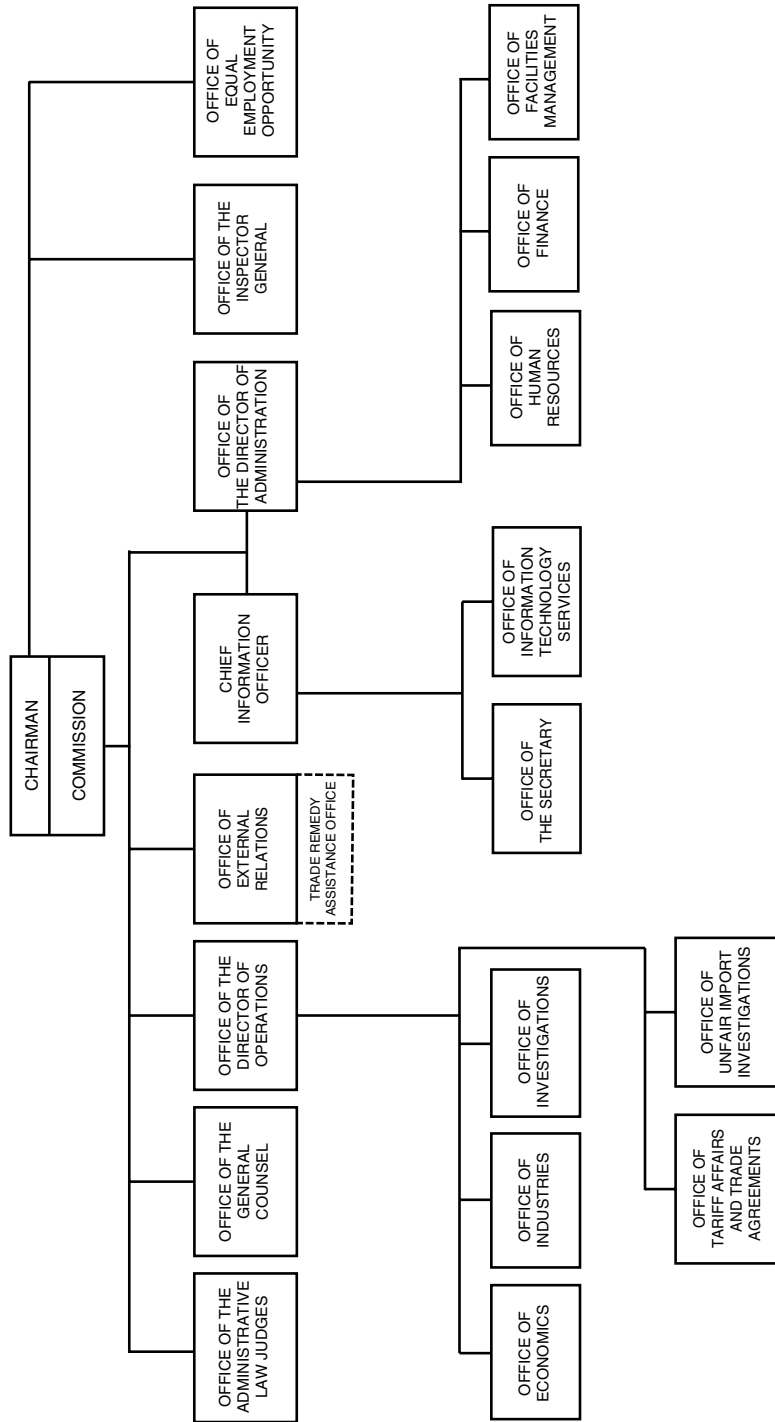 CHAIRMAN
COMMISSION
OFFICE OF THE
ADMINISTRATIVE
LAW JUDGES
OFFICE OF THE
GENERAL
COUNSEL
OFFICE OF THE
DIRECTOR OF
OPERATIONS
OFFICE OF
EXTERNAL
RELATIONS
TRADE REMEDY
ASSISTANCE OFFICE
CHIEF
INFORMATION
OFFICER
OFFICE OF
THE DIRECTOR OF
ADMINISTRATION
OFFICE OF THE
INSPECTOR
GENERAL
OFFICE OF
EQUAL
EMPLOYMENT
OPPORTUNITY
OFFICE OF
ECONOMICS
OFFICE OF
INDUSTRIES
OFFICE OF
INVESTIGATIONS
OFFICE OF
THE SECRETARY
OFFICE OF
INFORMATION
TECHNOLOGY
SERVICES
OFFICE OF
HUMAN
RESOURCES
OFFICE OF
FINANCE
OFFICE OF
FACILITIES
MANAGEMENT
OFFICE OF
TARIFF AFFAIRS
AND TRADE
AGREEMENTS
OFFICE OF
UNFAIR IMPORT
INVESTIGATIONS